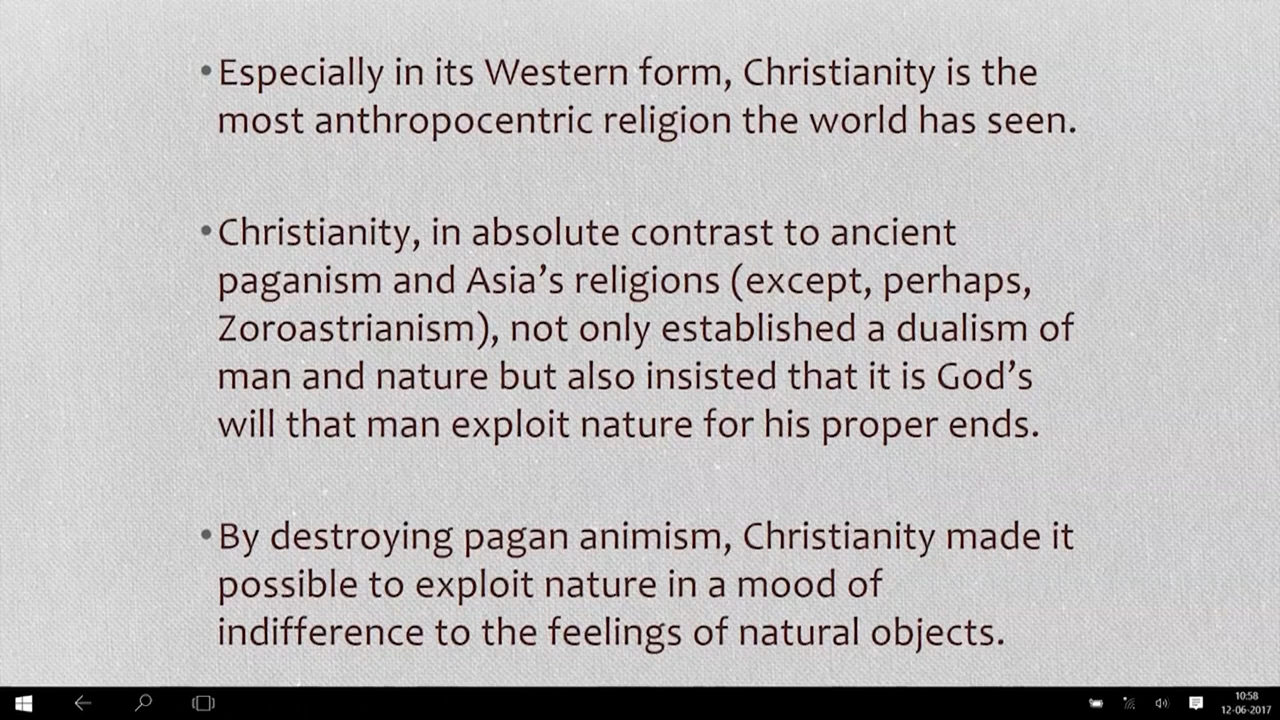 •Especially in its Western form, Christianity is the
most anthropocentric religion the world has seen.
•Christianity, in absolute contrast to ancient
paganism and Asia's religions (except, perhaps,
Zoroastrianism), not only established a dualism of
man and nature but also insisted that it is God's
will that man exploit nature for his proper ends.
•By destroying pagan animism, Christianity made it
possible to exploit nature in a mood of
indifference to the feelings of natural objects.
10:58
12-06-2017